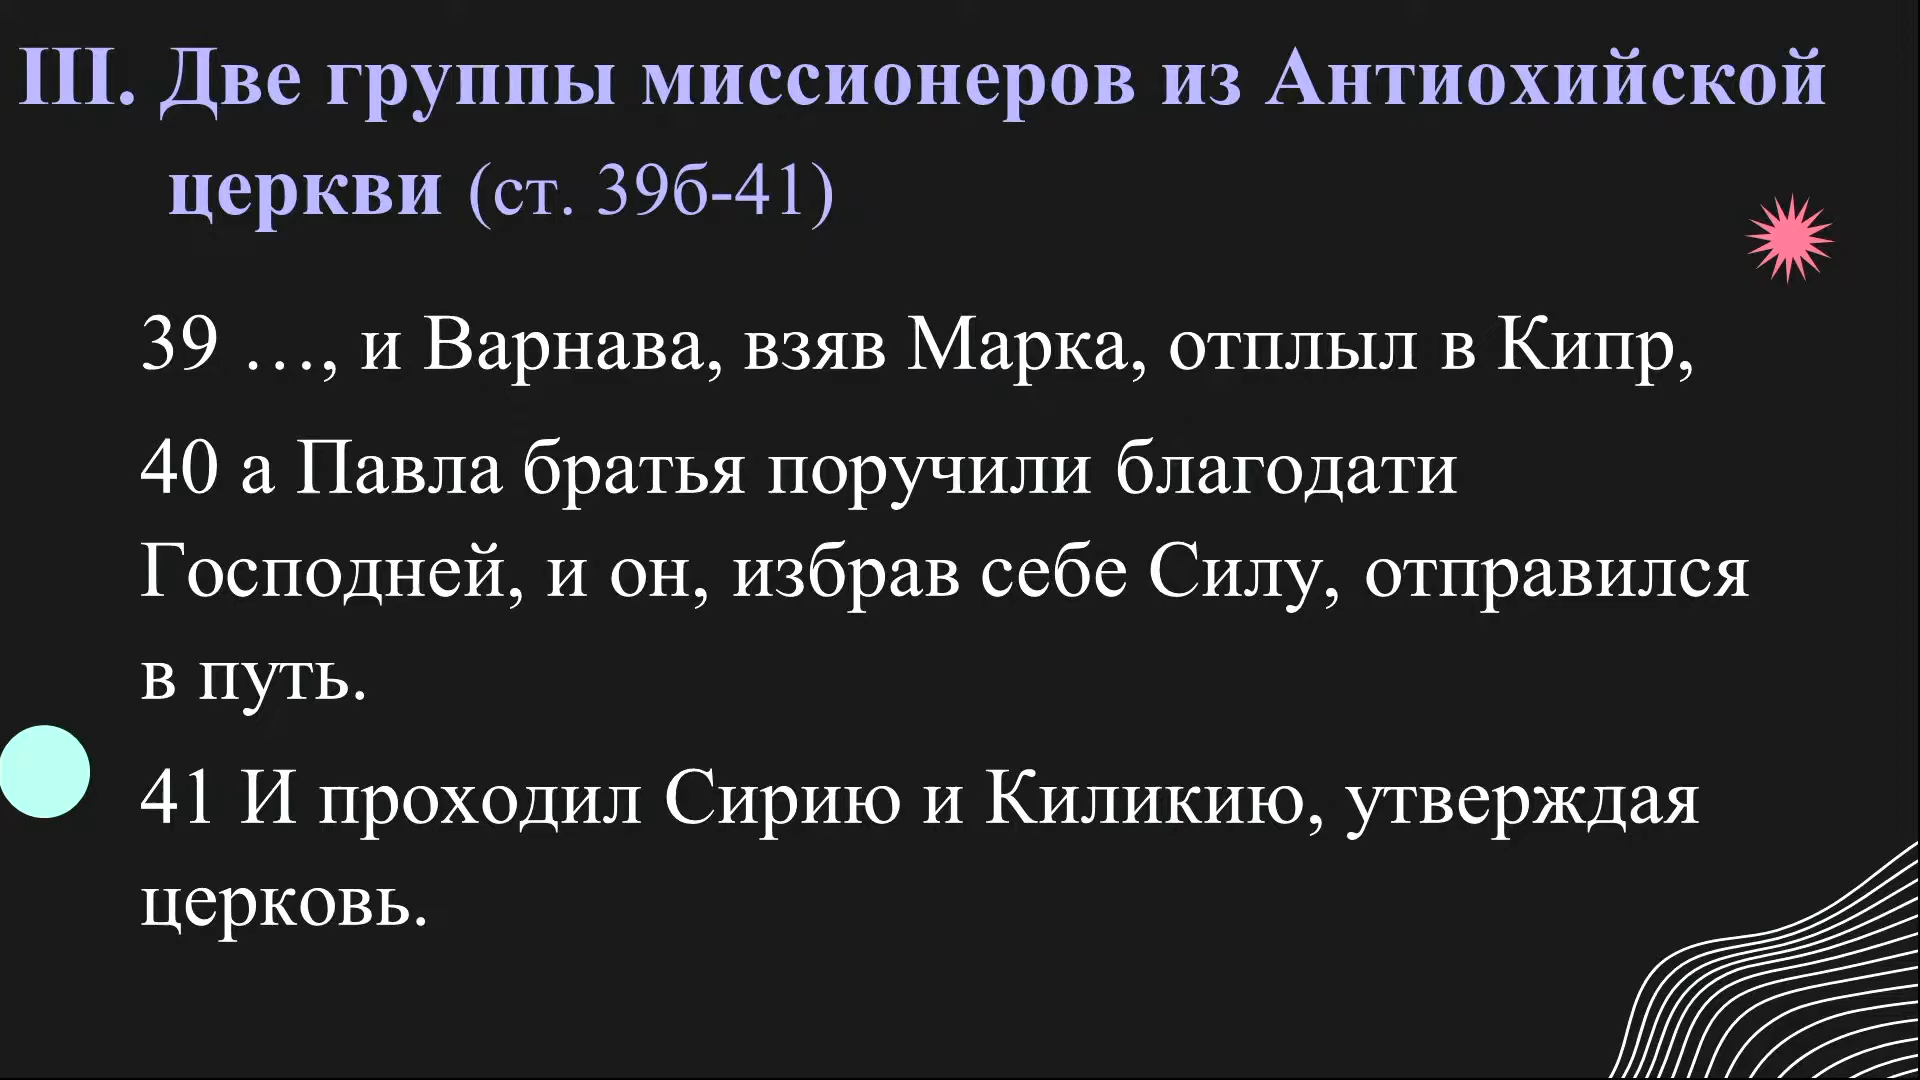 III. Две группы миссионеров из Антиохийской
церкви (ст. 39б-41)
39 …, и Варнава, взяв Марка, отплыл в Кипр,
40 а Павла братья поручили благодати
Господней, и он, избрав себе Силу, отправился
в путь.
41 И проходил Сирию и Киликию, утверждая
церковь.